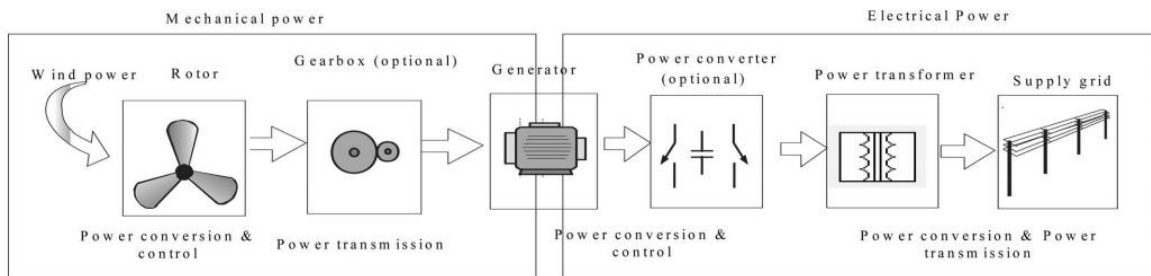 Mechanical power
Electrical Power
Wind power
Rotor
Gearbox (optional)
Generator
Power converter
(optional)
Power transformer
Supply grid
Power conversion &
control
Power transmission
Power conversion &
control
Power conversion & Power
transmission